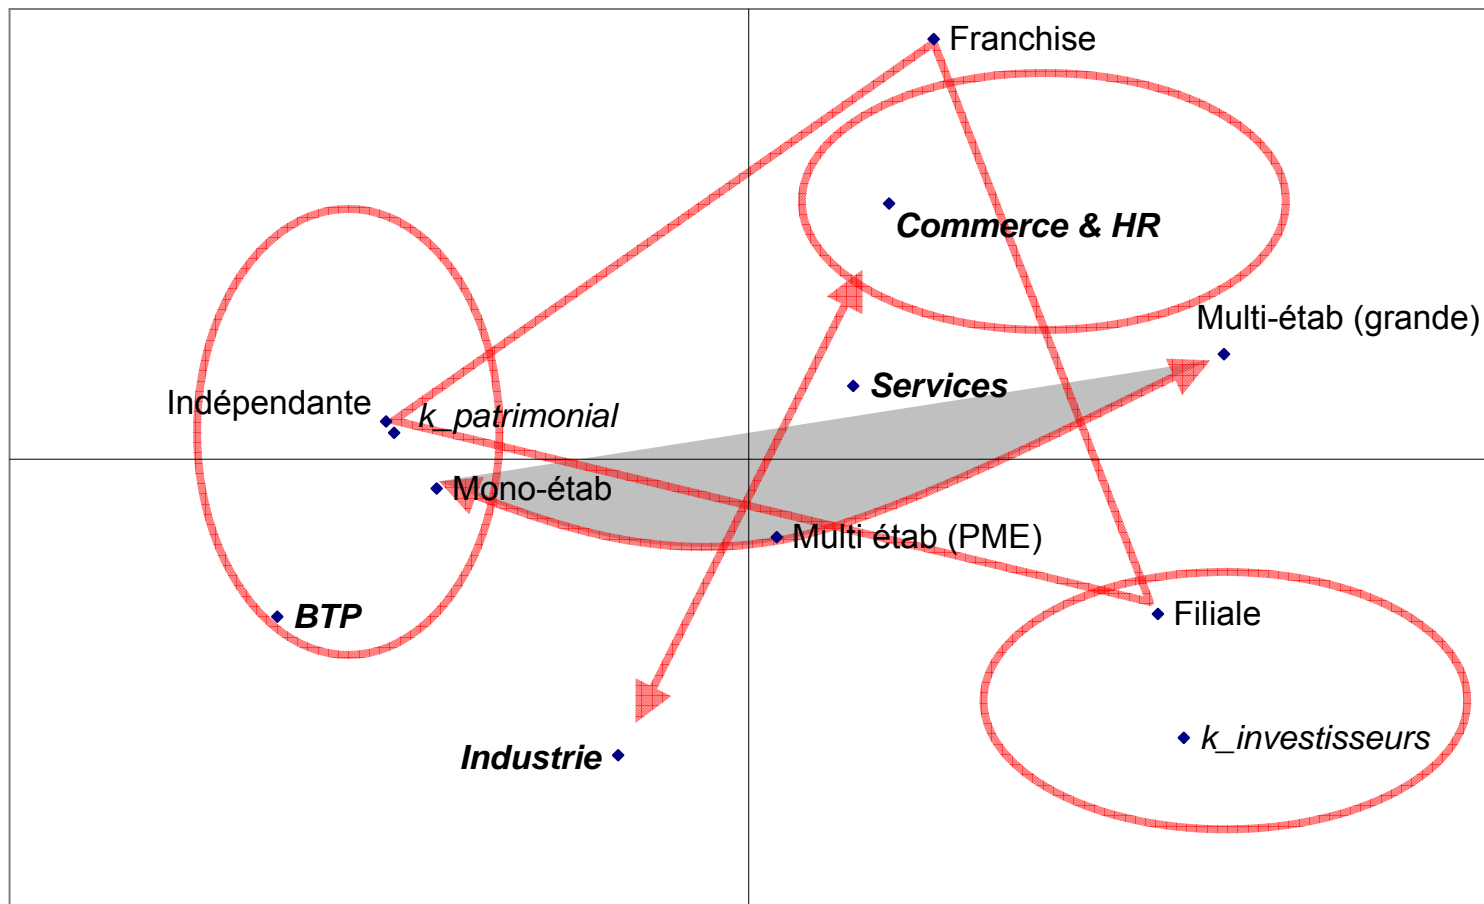 Franchise
Commerce & HR
Multi-étab (grande)
Services
Indépendante
k_patrimonial
Mono-étab
Multi étab (PME)
BTP
Filiale
k_investisseurs
Industrie